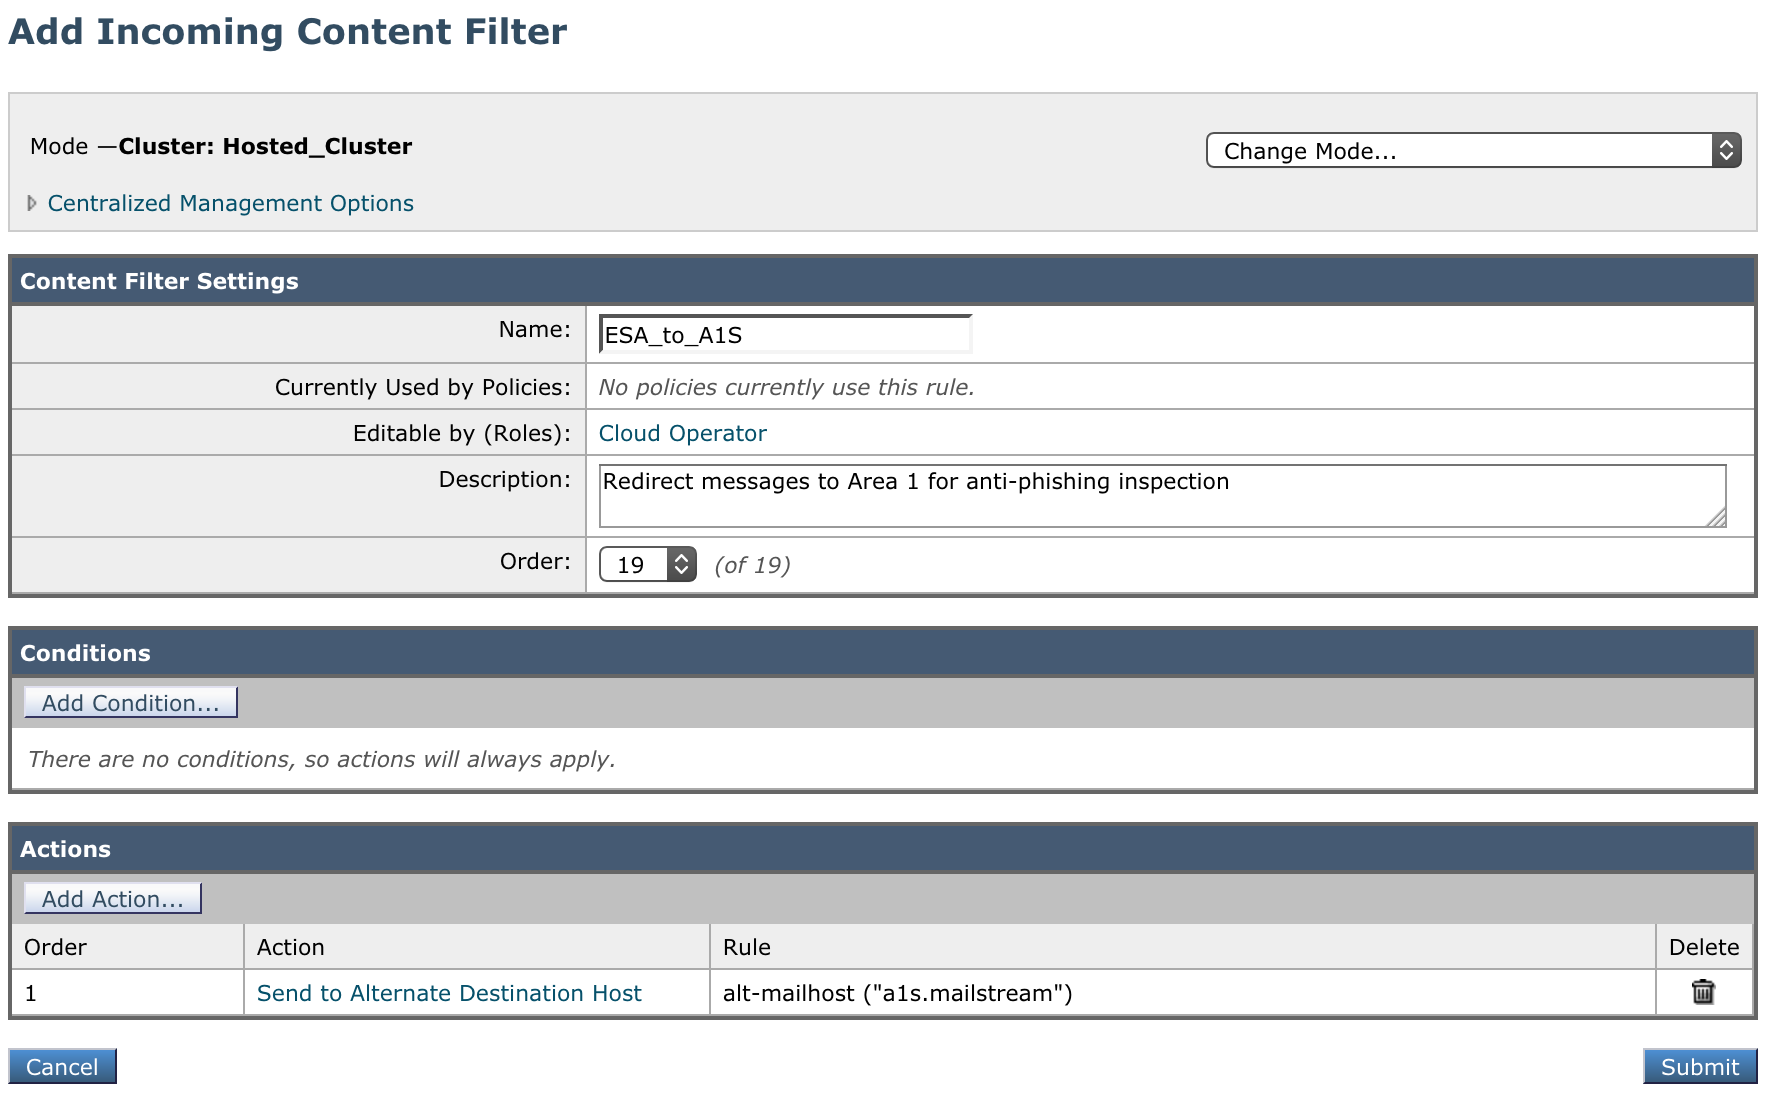 Add Incoming Content Filter
Mode —Cluster: Hosted_Cluster
Change Mode...
Centralized Management Options
Content Filter Settings
Name: ESA_to_A1S
Currently Used by Policies: No policies currently use this rule.
Editable by (Roles): Cloud Operator
Description: Redirect messages to Area 1 for anti-phishing inspection
Order: 19 (of 19)
Conditions
Add Condition...
There are no conditions, so actions will always apply.
Actions
Add Action...
Order Action Rule Delete
1 Send to Alternate Destination Host alt-mailhost ("a1s.mailstream")
Cancel Submit